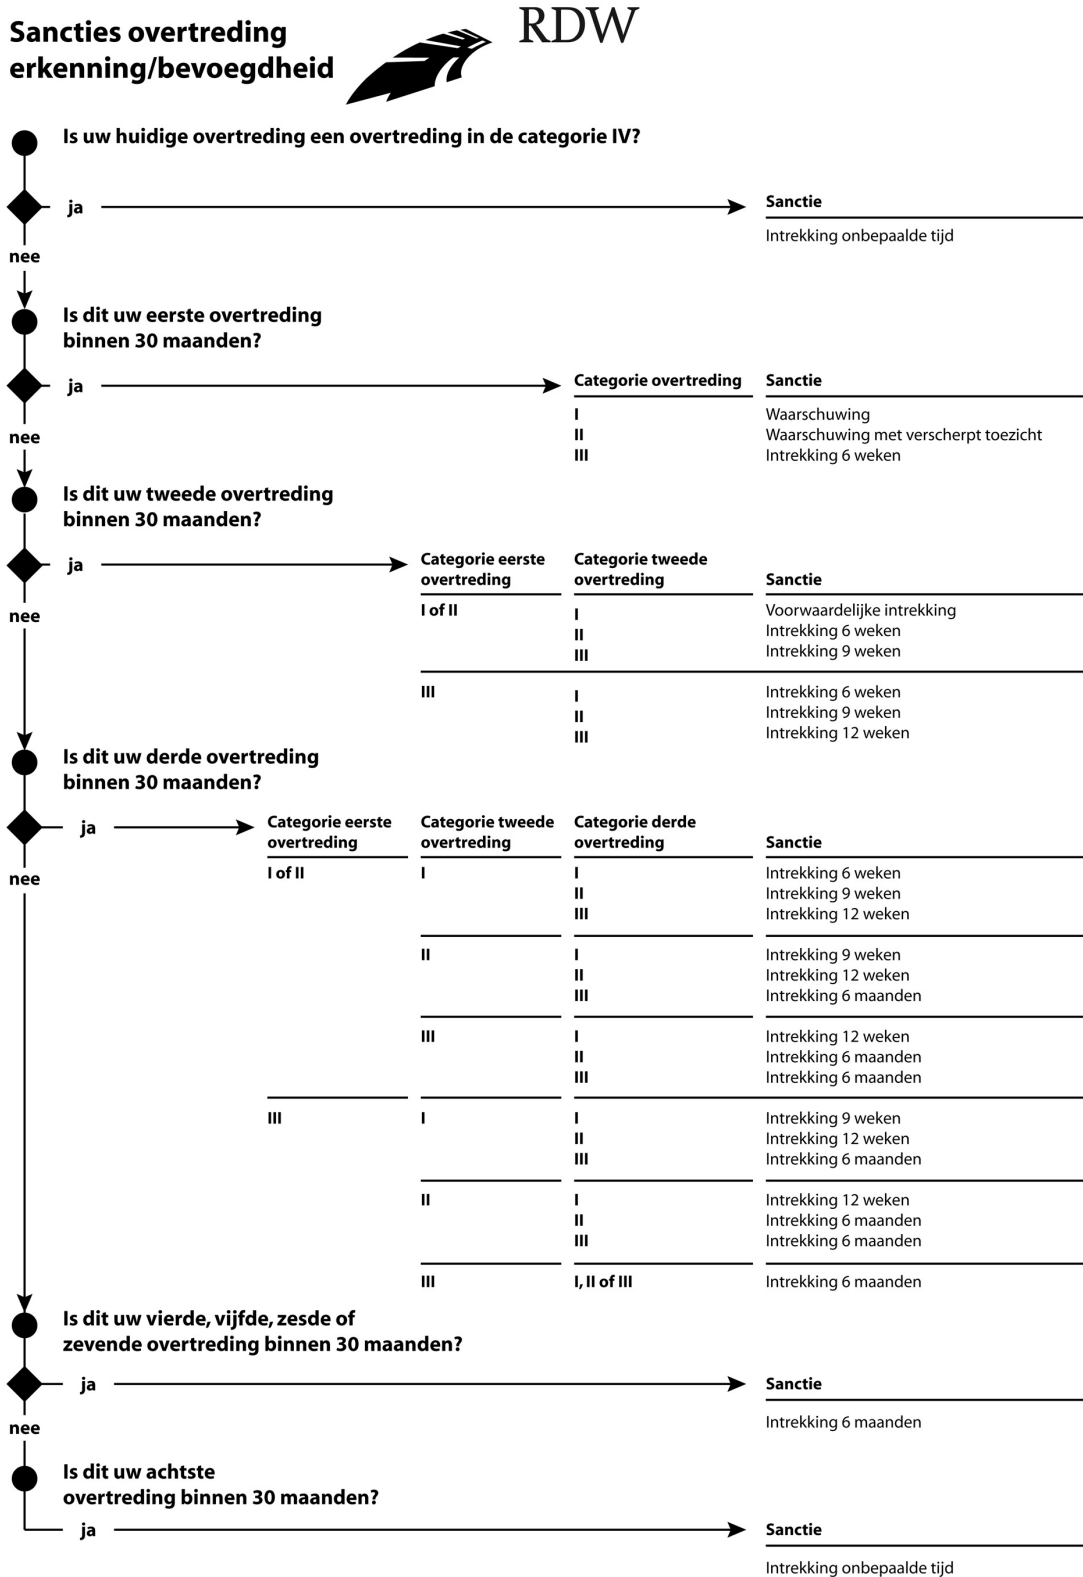 Sancties overtreding
erkenning/bevoegdheid
RDW
Is uw huidige overtreding een overtreding in de categorie IV?
ja
Sanctie
Intrekking onbepaalde tijd
nee
Is dit uw eerste overtreding
binnen 30 maanden?
ja
Categorie overtreding Sanctie
I Waarschuwing
II Waarschuwing met verscherpt toezicht
III Intrekking 6 weken
nee
Is dit uw tweede overtreding
binnen 30 maanden?
ja
Categorie eerste Categorie tweede
overtreding overtreding Sanctie
I of II I Voorwaardelijke intrekking
II Intrekking 6 weken
III Intrekking 9 weken
III I Intrekking 6 weken
II Intrekking 9 weken
III Intrekking 12 weken
nee
Is dit uw derde overtreding
binnen 30 maanden?
ja
Categorie eerste Categorie tweede Categorie derde
overtreding overtreding overtreding Sanctie
I of II I I Intrekking 6 weken
II Intrekking 9 weken
III Intrekking 12 weken
II I Intrekking 9 weken
II Intrekking 12 weken
III Intrekking 6 maanden
III I Intrekking 12 weken
II Intrekking 6 maanden
III Intrekking 6 maanden
III I I Intrekking 9 weken
II Intrekking 12 weken
III Intrekking 6 maanden
II I Intrekking 12 weken
II Intrekking 6 maanden
III Intrekking 6 maanden
III I, II of III Intrekking 6 maanden
nee
Is dit uw vierde, vijfde, zesde of
zevende overtreding binnen 30 maanden?
ja
Sanctie
Intrekking 6 maanden
nee
Is dit uw achtste
overtreding binnen 30 maanden?
ja
Sanctie
Intrekking onbepaalde tijd